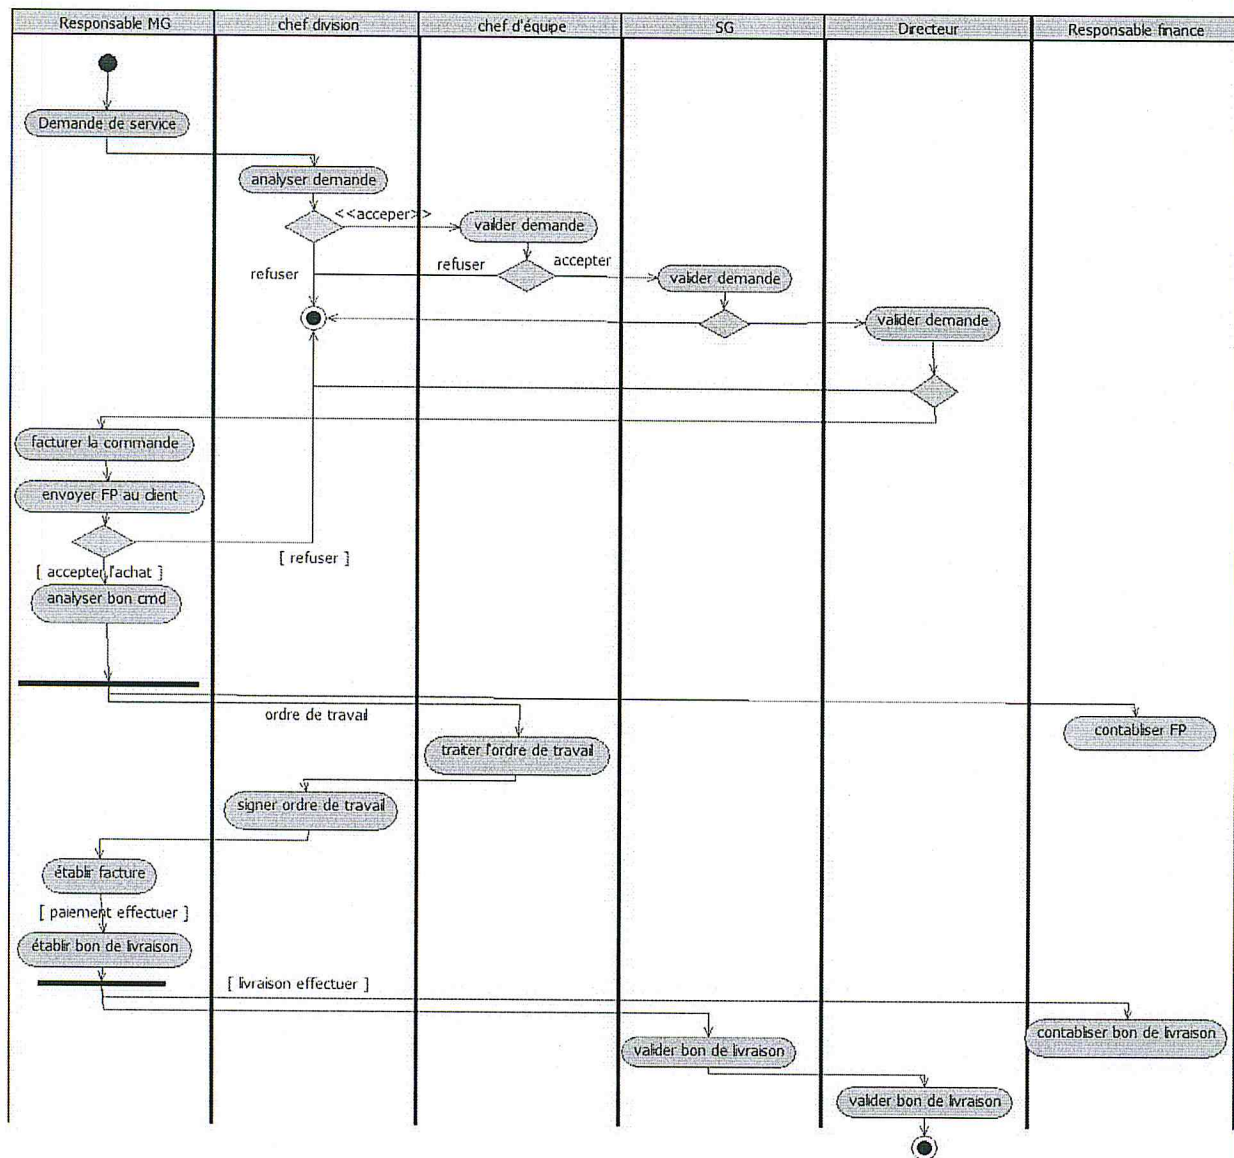 Responsable MG
chef division
chef d'équipe
SG
Directeur
Responsable finance
Demande de service
analyser demande
<<acceper>>
vailder demande
refuser
refuser
accepter
valider demande
valider demande
facturer la commande
envoyer FP au client
[ refuser ]
[ accepter l'achat ]
analyser bon cmd
ordre de travail
contabliser FP
traiter l'ordre de travail
signer ordre de travail
établir facture
[ paiement effectuer ]
établir bon de livraison
[ livraison effectuer ]
contabliser bon de livraison
valider bon de livraison
valider bon de livraison